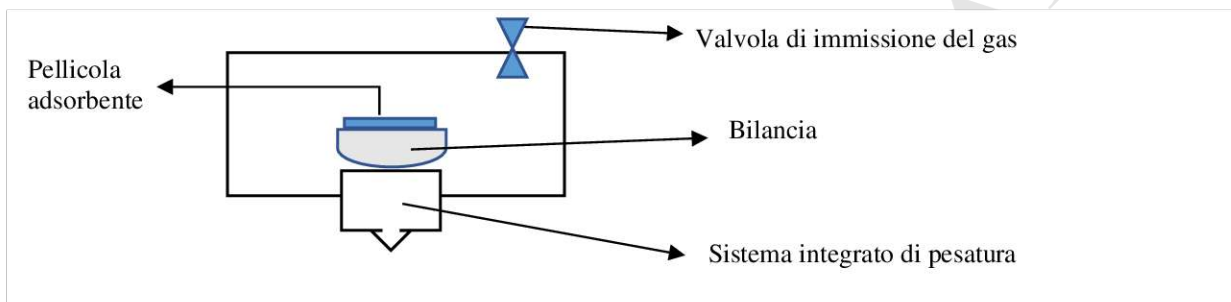 Valvola di immissione del gas
Pellicola
adsorbente
Bilancia
Sistema integrato di pesatura